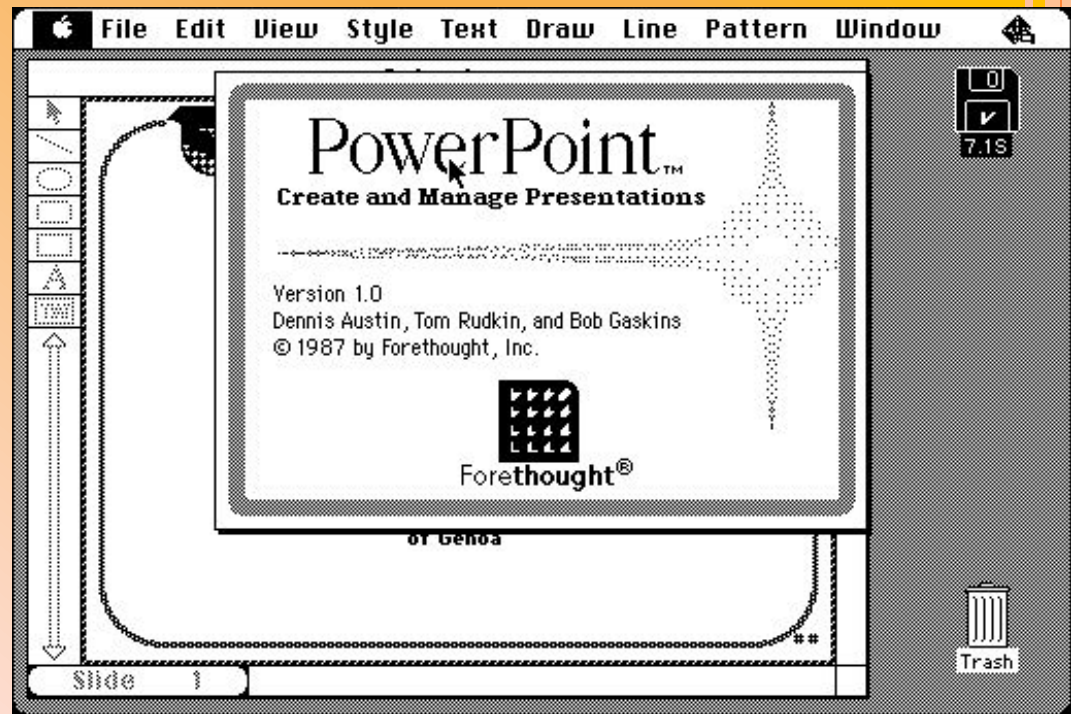 File Edit View Style Text Draw Line Pattern Window
PowerPoint™
Create and Manage Presentations
Version 1.0
Dennis Austin, Tom Rudkin, and Bob Gaskins
© 1987 by Forethought, Inc.
Forethought®
of Genoa
##
Slide 1
0
7.1S
Trash
A